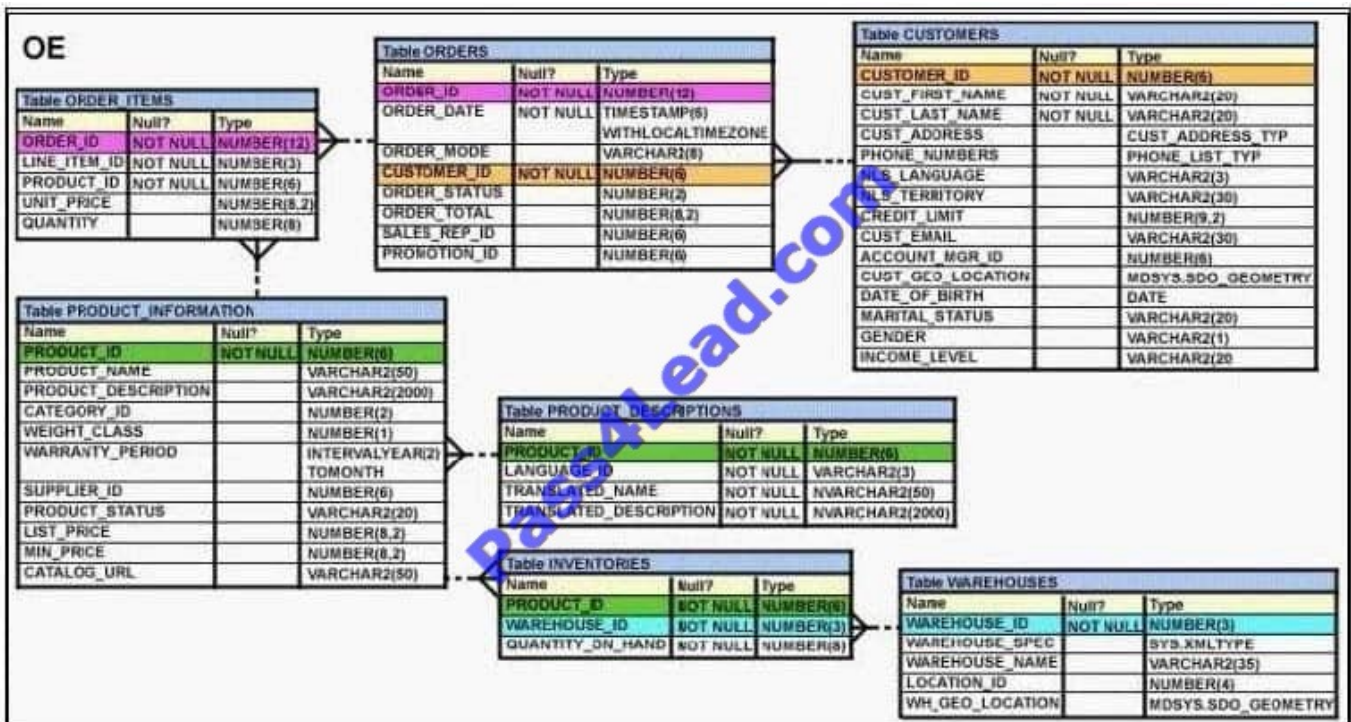 OE
Table ORDER_ITEMS
Name Null? Type
ORDER_ID NOT NULL NUMBER(12)
LINE_ITEM_ID NOT NULL NUMBER(3)
PRODUCT_ID NOT NULL NUMBER(6)
UNIT_PRICE NUMBER(8,2)
QUANTITY NUMBER(8)
Table ORDERS
Name Null? Type
ORDER_ID NOT NULL NUMBER(12)
ORDER_DATE NOT NULL TIMESTAMP(6)
WITHLOCALTIMEZONE
ORDER_MODE VARCHAR2(8)
CUSTOMER_ID NOT NULL NUMBER(6)
ORDER_STATUS NUMBER(2)
ORDER_TOTAL NUMBER(8,2)
SALES_REP_ID NUMBER(6)
PROMOTION_ID NUMBER(6)
Table CUSTOMERS
Name Null? Type
CUSTOMER_ID NOT NULL NUMBER(6)
CUST_FIRST_NAME NOT NULL VARCHAR2(20)
CUST_LAST_NAME NOT NULL VARCHAR2(20)
CUST_ADDRESS CUST_ADDRESS_TYP
PHONE_NUMBERS PHONE_LIST_TYP
NLS_LANGUAGE VARCHAR2(3)
NLS_TERRITORY VARCHAR2(30)
CREDIT_LIMIT NUMBER(9,2)
CUST_EMAIL VARCHAR2(30)
ACCOUNT_MGR_ID NUMBER(6)
CUST_GEO_LOCATION MDSYS.SDO_GEOMETRY
DATE_OF_BIRTH DATE
MARITAL_STATUS VARCHAR2(20)
GENDER VARCHAR2(1)
INCOME_LEVEL VARCHAR2(20
Table PRODUCT_INFORMATION
Name Null? Type
PRODUCT_ID NOT NULL NUMBER(6)
PRODUCT_NAME VARCHAR2(50)
PRODUCT_DESCRIPTION VARCHAR2(2000)
CATEGORY_ID NUMBER(2)
WEIGHT_CLASS NUMBER(1)
WARRANTY_PERIOD INTERVALYEAR(2)
TOMONTH
SUPPLIER_ID NUMBER(6)
PRODUCT_STATUS VARCHAR2(20)
LIST_PRICE NUMBER(8,2)
MIN_PRICE NUMBER(8,2)
CATALOG_URL VARCHAR2(50)
Table PRODUCT_DESCRIPTIONS
Name Null? Type
PRODUCT_ID NOT NULL NUMBER(6)
LANGUAGE_ID NOT NULL VARCHAR2(3)
TRANSLATED_NAME NOT NULL NVARCHAR2(50)
TRANSLATED_DESCRIPTION NOT NULL NVARCHAR2(2000)
Table INVENTORIES
Name Null? Type
PRODUCT_ID NOT NULL NUMBER(6)
WAREHOUSE_ID NOT NULL NUMBER(3)
QUANTITY_ON_HAND NOT NULL NUMBER(8)
Table WAREHOUSES
Name Null? Type
WAREHOUSE_ID NOT NULL NUMBER(3)
WAREHOUSE_SPEC SYS.XMLTYPE
WAREHOUSE_NAME VARCHAR2(35)
LOCATION_ID NUMBER(4)
WH_GEO_LOCATION MDSYS.SDO_GEOMETRY
Pass4Lead.com